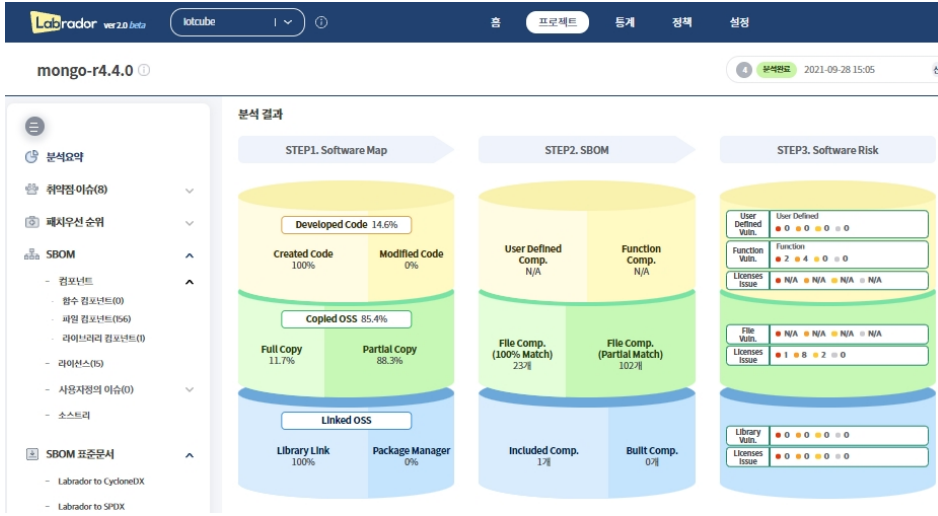 Labrador ver 2.0 beta
Iotcube
홈
프로젝트
통계
정책
설정
mongo-r4.4.0
4 분석완료 2021-09-28 15:05
분석요약
취약점 이슈(8)
패치우선 순위
SBOM
- 컴포넌트
함수 컴포넌트(0)
파일 컴포넌트(156)
라이브러리 컴포넌트(1)
- 라이선스(15)
- 사용자정의 이슈(0)
- 소스트리
SBOM 표준문서
- Labrador to CycloneDX
- Labrador to SPDX
분석 결과
STEP1. Software Map
Developed Code 14.6%
Created Code
100%
Modified Code
0%
Copied OSS 85.4%
Full Copy
11.7%
Partial Copy
88.3%
Linked OSS
Library Link
100%
Package Manager
0%
STEP2. SBOM
User Defined
Comp.
N/A
Function
Comp.
N/A
File Comp.
(100% Match)
23개
File Comp.
(Partial Match)
102개
Included Comp.
1개
Built Comp.
0개
STEP3. Software Risk
User
Defined
Vuln.
User Defined
0 0 0 0
Function
Vuln.
Function
2 4 0 0
Licenses
Issue
N/A N/A N/A N/A
File
Vuln.
N/A N/A N/A N/A
Licenses
Issue
1 8 2 0
Library
Vuln.
0 0 0 0
Licenses
Issue
0 0 0 0